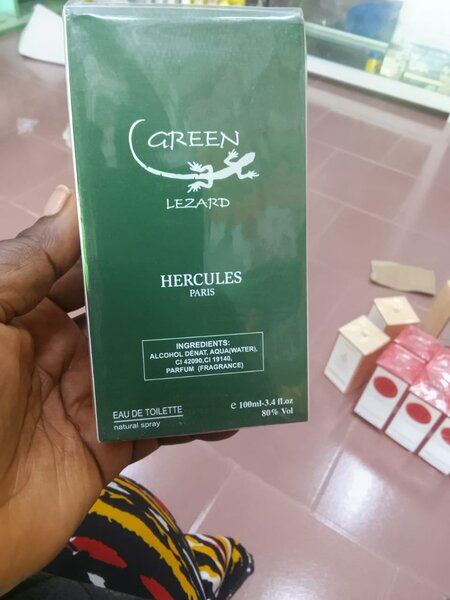 GREEN
LEZARD
HERCULES
PARIS
INGREDIENTS:
ALCOHOL DÉNAT, AQUA(WATER),
CI 42090,CI 19140,
PARFUM (FRAGRANCE)
EAU DE TOILETTE
natural spray
e 100ml-3.4 fl.oz
80% Vol